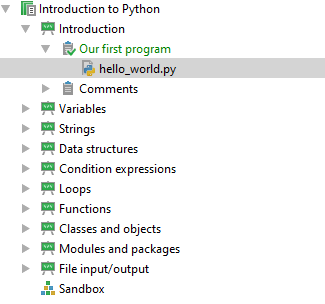 Introduction to Python
Introduction
Our first program
hello_world.py
Comments
Variables
Strings
Data structures
Condition expressions
Loops
Functions
Classes and objects
Modules and packages
File input/output
Sandbox